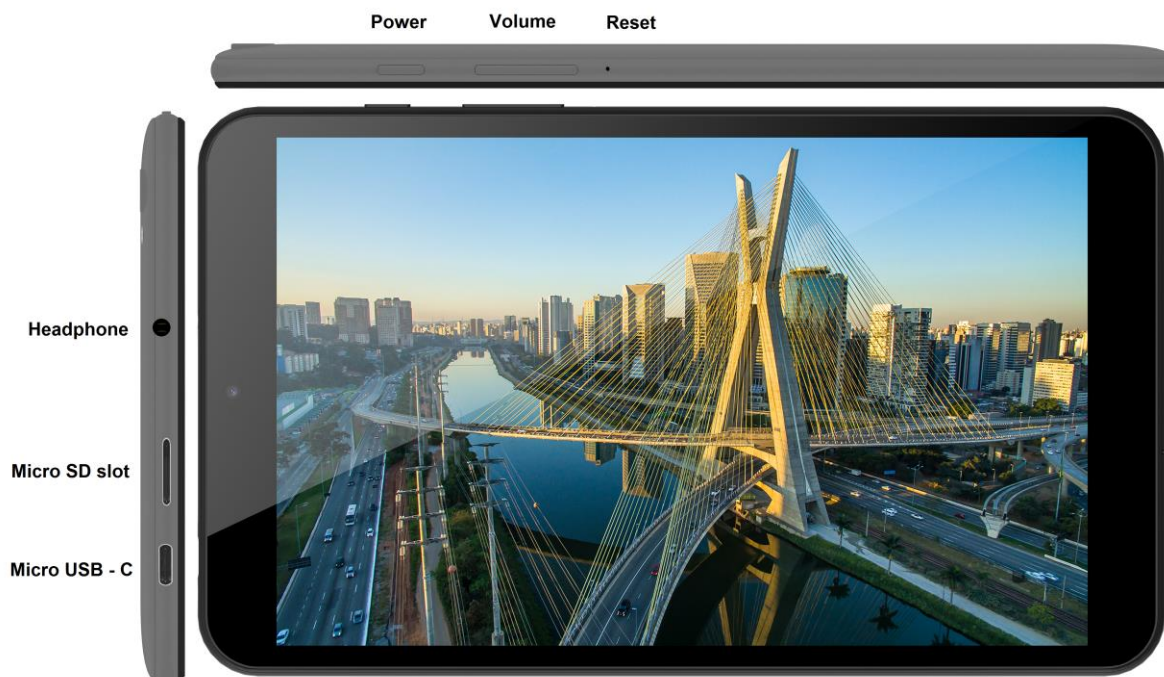 Power
Volume
Reset
Headphone
Micro SD slot
Micro USB - C